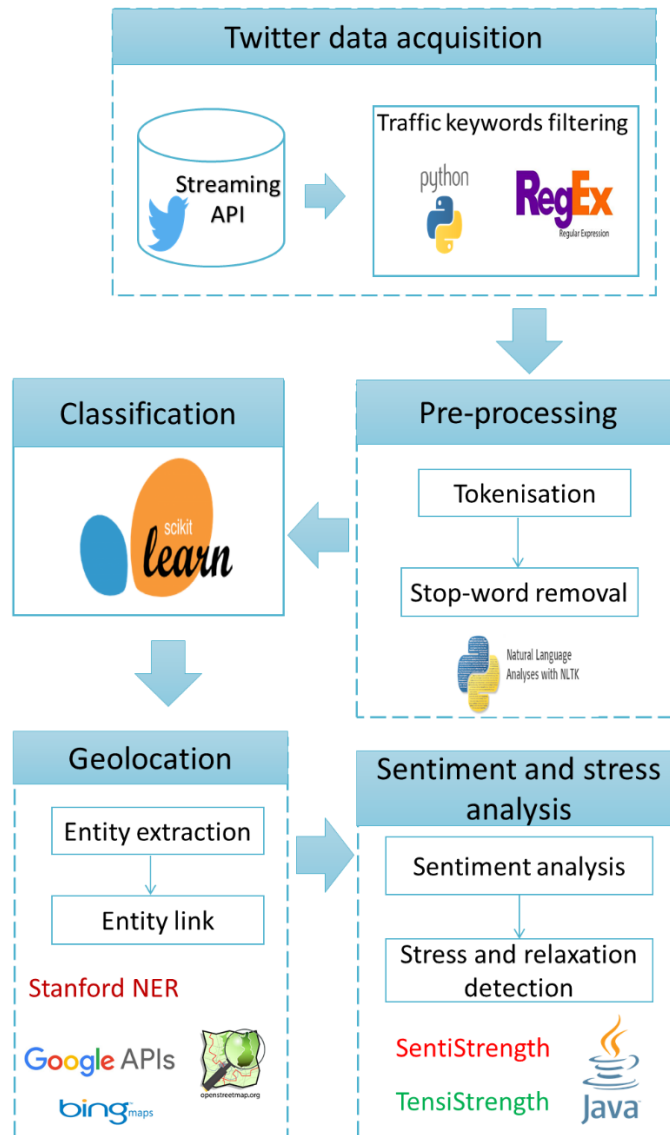 Twitter data acquisition
Streaming
API
Traffic keywords filtering
python
RegEx
Regular Expression
Classification
scikit
learn
Pre-processing
Tokenisation
Stop-word removal
Natural Language
Analyses with NLTK
Geolocation
Entity extraction
Entity link
Stanford NER
Google APIs
openstreetmap.org
bing™ maps
Sentiment and stress
analysis
Sentiment analysis
Stress and relaxation
detection
SentiStrength
TensiStrength
Java